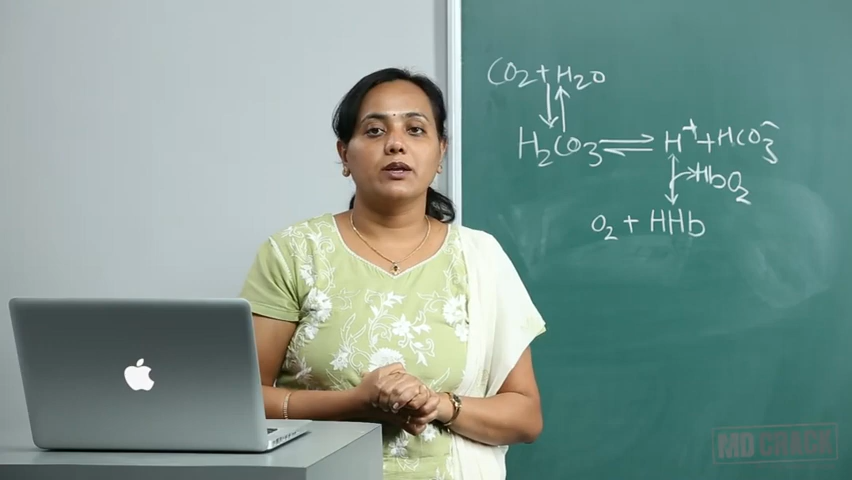 CO₂ + H₂O
H₂CO₃ ⇌ H⁺ + HCO₃⁻
HbO₂
O₂ + HHb
MD CRACK